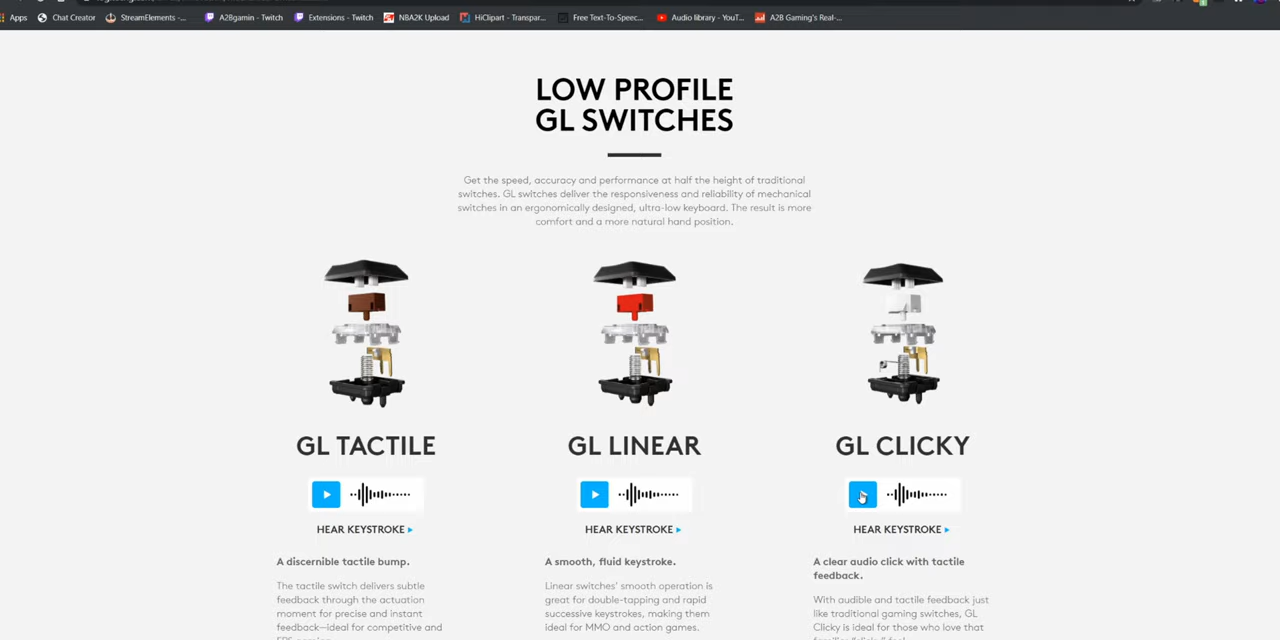 Apps Chat Creator StreamElements -... A2Bgamin - Twitch Extensions - Twitch NBA2K Upload HiClipart - Transpar... Free Text-To-Speec... Audio library - YouT... A2B Gaming's Real-...
LOW PROFILE
GL SWITCHES
Get the speed, accuracy and performance at half the height of traditional
switches. GL switches deliver the responsiveness and reliability of mechanical
switches in an ergonomically designed, ultra-low keyboard. The result is more
comfort and a more natural hand position.
GL TACTILE
HEAR KEYSTROKE
A discernible tactile bump.
The tactile switch delivers subtle
feedback through the actuation
moment for precise and instant
feedback—ideal for competitive and
GL LINEAR
HEAR KEYSTROKE
A smooth, fluid keystroke.
Linear switches' smooth operation is
great for double-tapping and rapid
successive keystrokes, making them
ideal for MMO and action games.
GL CLICKY
HEAR KEYSTROKE
A clear audio click with tactile
feedback.
With audible and tactile feedback just
like traditional gaming switches, GL
Clicky is ideal for those who love that